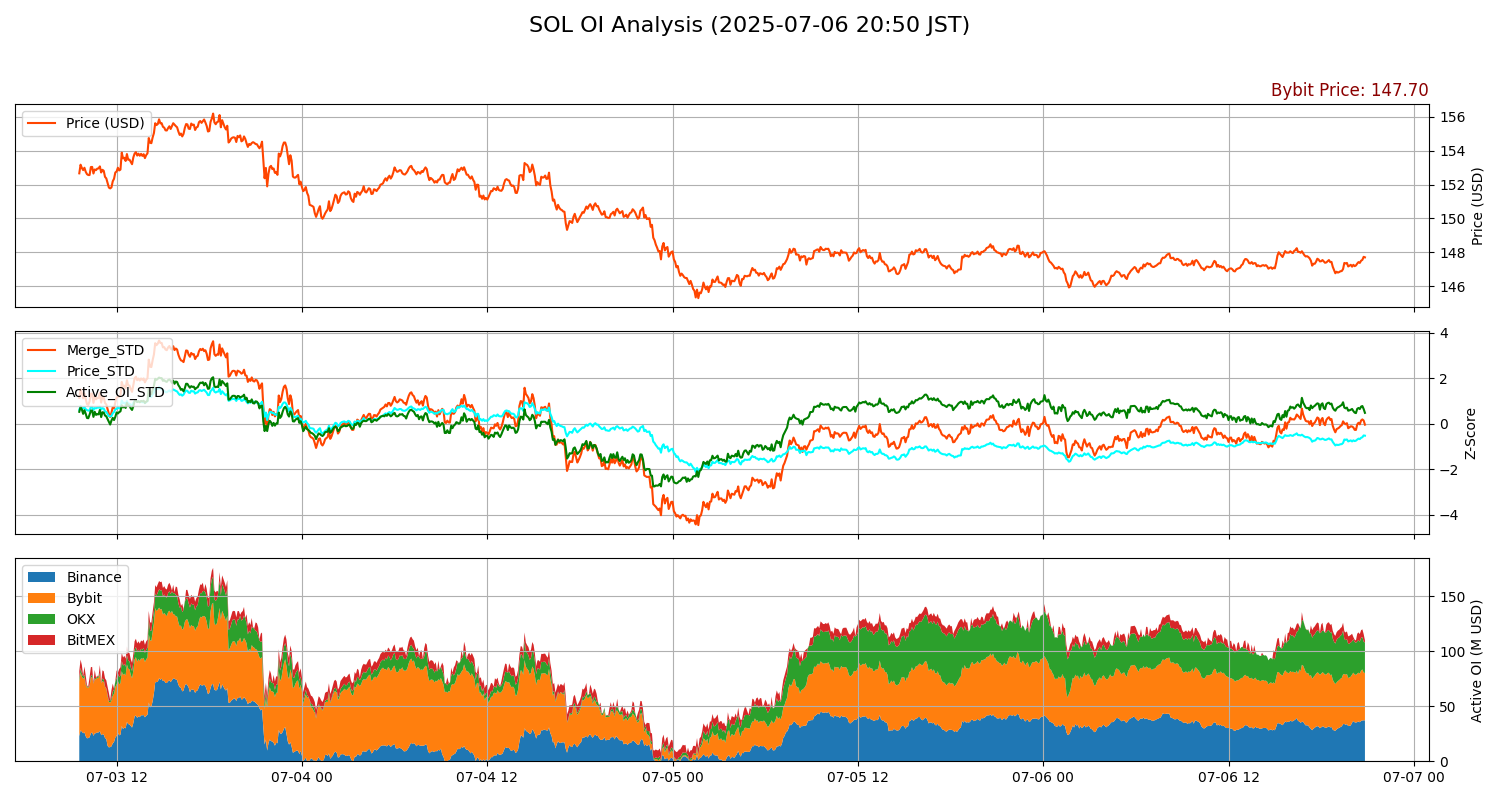 SOL OI Analysis (2025-07-06 20:50 JST)
Bybit Price: 147.70
Price (USD)
156
154
152
150
148
146
Price (USD)
Merge_STD
Price_STD
Active_OI_STD
4
2
0
−2
−4
Z-Score
Binance
Bybit
OKX
BitMEX
150
100
50
0
Active OI (M USD)
07-03 12
07-04 00
07-04 12
07-05 00
07-05 12
07-06 00
07-06 12
07-07 00